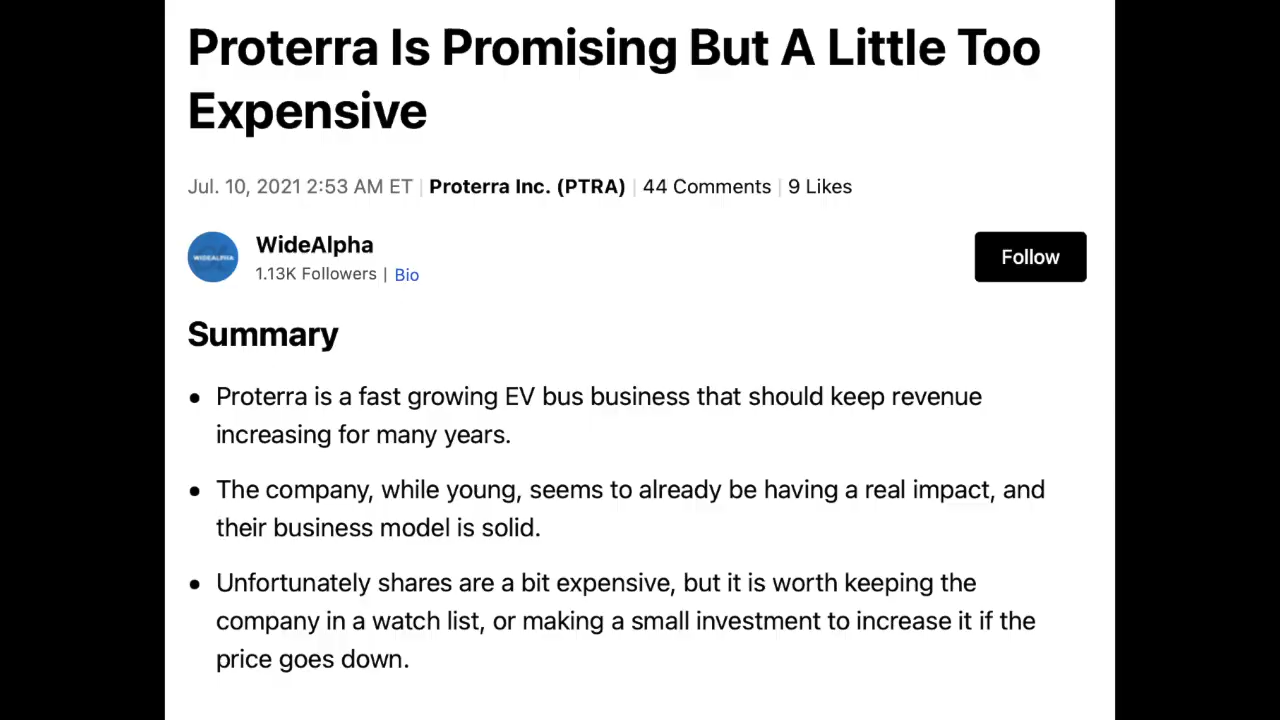 Proterra Is Promising But A Little Too
Expensive
Jul. 10, 2021 2:53 AM ET | Proterra Inc. (PTRA) | 44 Comments | 9 Likes
WIDEALPHA
WideAlpha
1.13K Followers | Bio
Follow
Summary
• Proterra is a fast growing EV bus business that should keep revenue
increasing for many years.
• The company, while young, seems to already be having a real impact, and
their business model is solid.
• Unfortunately shares are a bit expensive, but it is worth keeping the
company in a watch list, or making a small investment to increase it if the
price goes down.